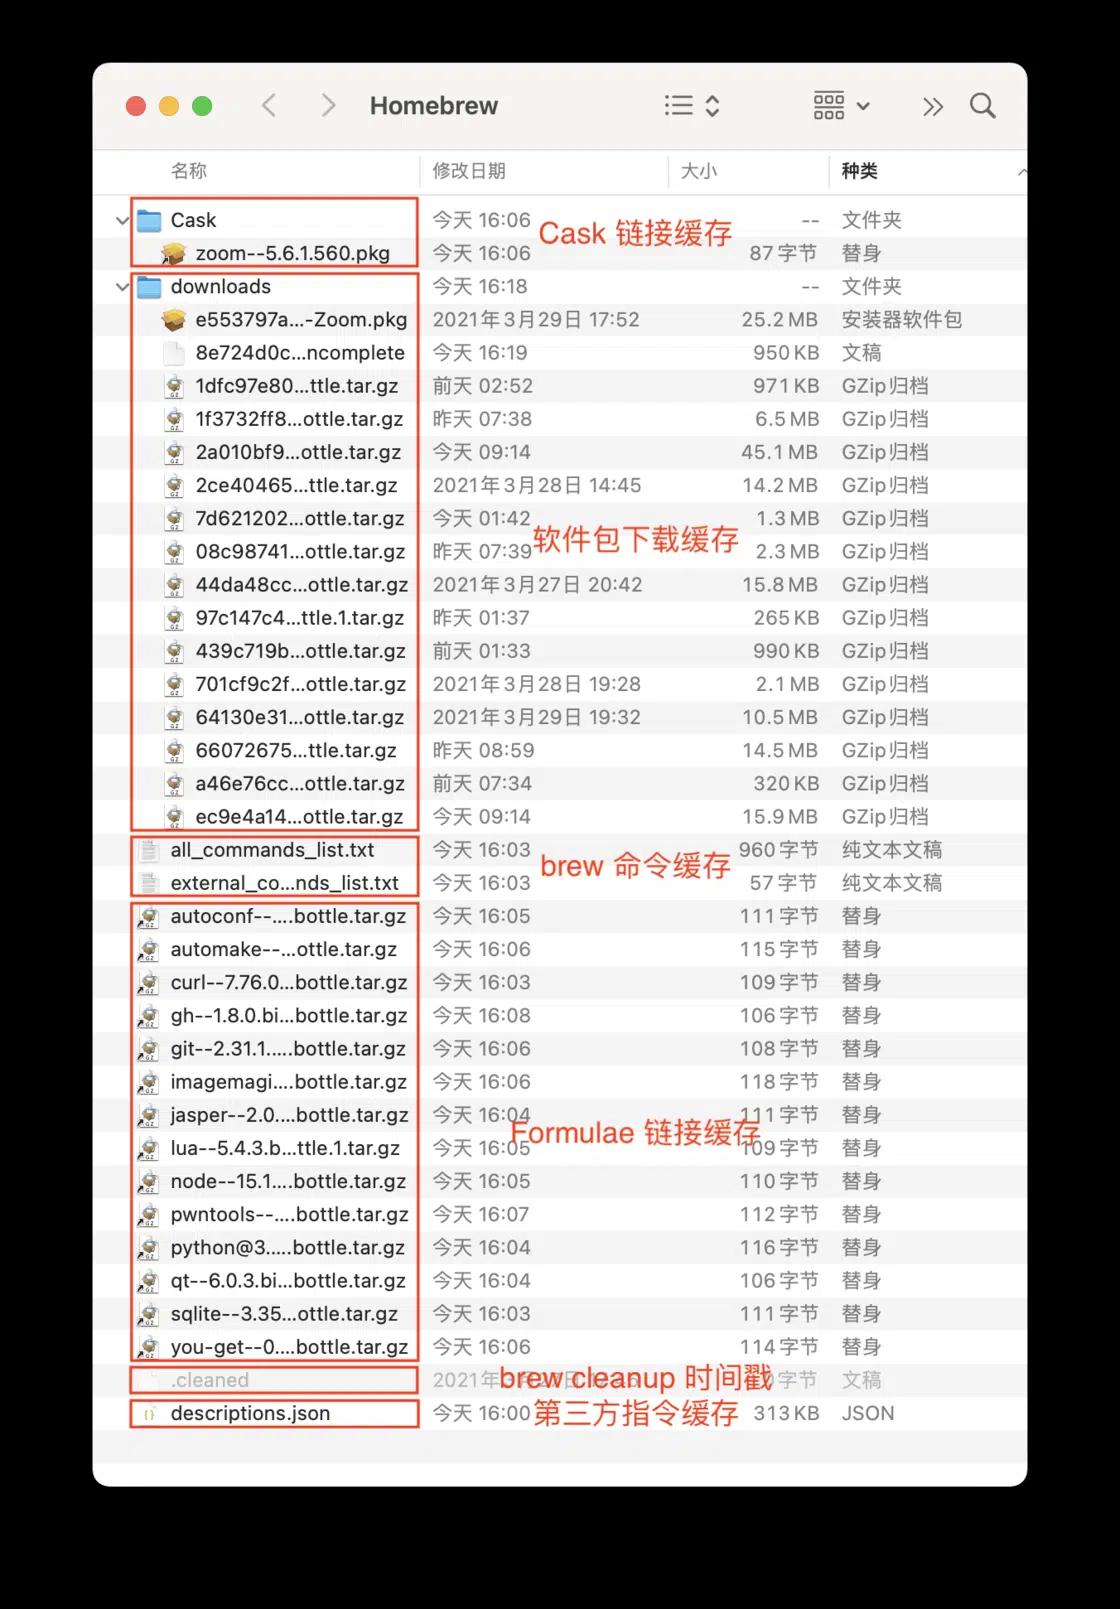 Homebrew
名称 修改日期 大小 种类
Cask 今天 16:06 -- 文件夹
Cask 链接缓存
zoom--5.6.1.560.pkg 今天 16:06 87 字节 替身
downloads 今天 16:18 -- 文件夹
e553797a...-Zoom.pkg 2021年3月29日 17:52 25.2 MB 安装器软件包
8e724d0c...ncomplete 今天 16:19 950 KB 文稿
1dfc97e80...ttle.tar.gz 前天 02:52 971 KB GZip归档
1f3732ff8...ottle.tar.gz 昨天 07:38 6.5 MB GZip归档
2a010bf9...ottle.tar.gz 今天 09:14 45.1 MB GZip归档
2ce40465...ttle.tar.gz 2021年3月28日 14:45 14.2 MB GZip归档
7d621202...ottle.tar.gz 今天 01:42 1.3 MB GZip归档
软件包下载缓存
08c98741...ottle.tar.gz 昨天 07:39 2.3 MB GZip归档
44da48cc...ottle.tar.gz 2021年3月27日 20:42 15.8 MB GZip归档
97c147c4...ttle.1.tar.gz 昨天 01:37 265 KB GZip归档
439c719b...ottle.tar.gz 前天 01:33 990 KB GZip归档
701cf9c2f...ottle.tar.gz 2021年3月28日 19:28 2.1 MB GZip归档
64130e31...ottle.tar.gz 2021年3月29日 19:32 10.5 MB GZip归档
66072675...ttle.tar.gz 昨天 08:59 14.5 MB GZip归档
a46e76cc...ottle.tar.gz 前天 07:34 320 KB GZip归档
ec9e4a14...ottle.tar.gz 今天 09:14 15.9 MB GZip归档
all_commands_list.txt 今天 16:03 960 字节 纯文本文稿
brew 命令缓存
external_co...nds_list.txt 今天 16:03 57 字节 纯文本文稿
autoconf--....bottle.tar.gz 今天 16:05 111 字节 替身
automake--...ottle.tar.gz 今天 16:06 115 字节 替身
curl--7.76.0...bottle.tar.gz 今天 16:03 109 字节 替身
gh--1.8.0.bi...bottle.tar.gz 今天 16:08 106 字节 替身
git--2.31.1.....bottle.tar.gz 今天 16:06 108 字节 替身
imagemagi....bottle.tar.gz 今天 16:06 118 字节 替身
jasper--2.0....bottle.tar.gz 今天 16:04 111 字节 替身
Formulae 链接缓存
lua--5.4.3.b...ttle.1.tar.gz 今天 16:05 109 字节 替身
node--15.1....bottle.tar.gz 今天 16:05 110 字节 替身
pwntools--....bottle.tar.gz 今天 16:07 112 字节 替身
python@3.....bottle.tar.gz 今天 16:04 116 字节 替身
qt--6.0.3.bi...bottle.tar.gz 今天 16:04 106 字节 替身
sqlite--3.35...ottle.tar.gz 今天 16:03 111 字节 替身
you-get--0....bottle.tar.gz 今天 16:06 114 字节 替身
.cleaned 2021年 字节 文稿
brew cleanup 时间戳
descriptions.json 今天 16:00 313 KB JSON
第三方指令缓存